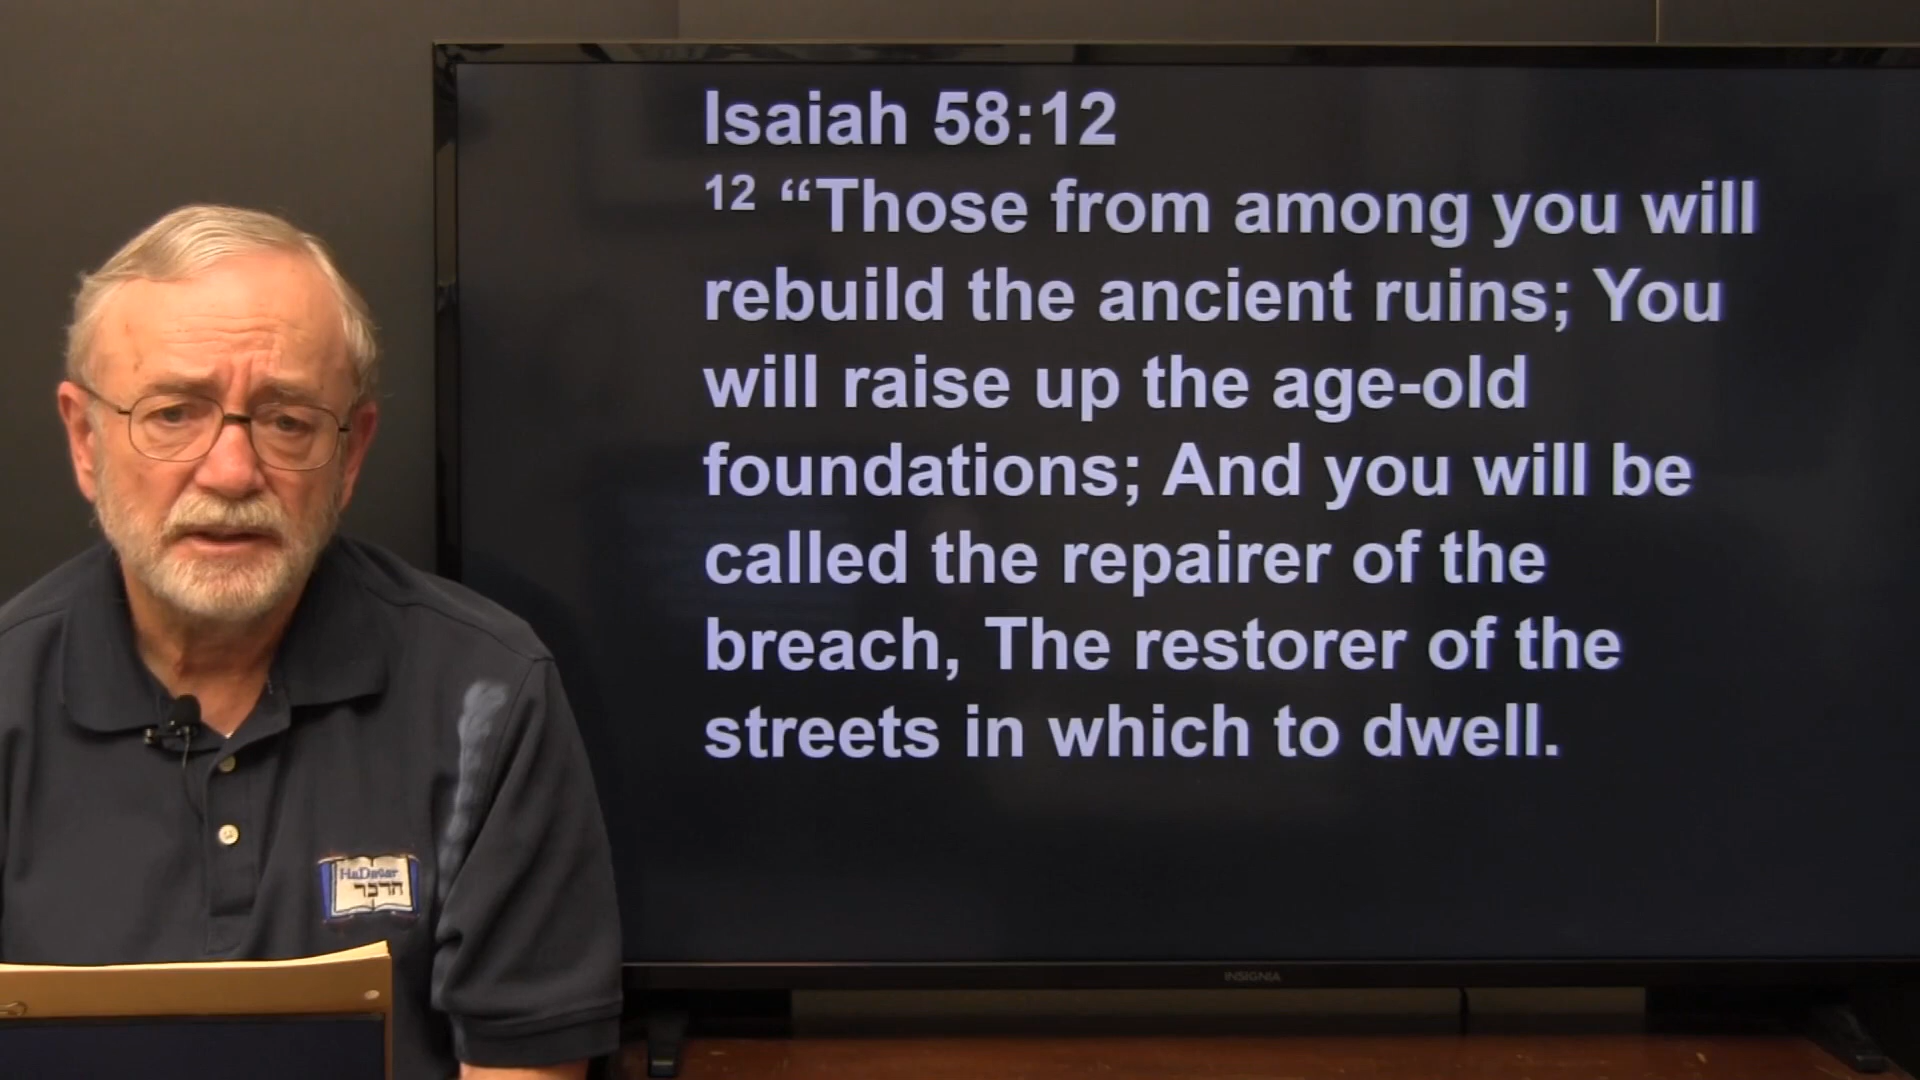 Isaiah 58:12
12 “Those from among you will
rebuild the ancient ruins; You
will raise up the age-old
foundations; And you will be
called the repairer of the
breach, The restorer of the
streets in which to dwell.
HaDavar
הדבר
INSIGNIA